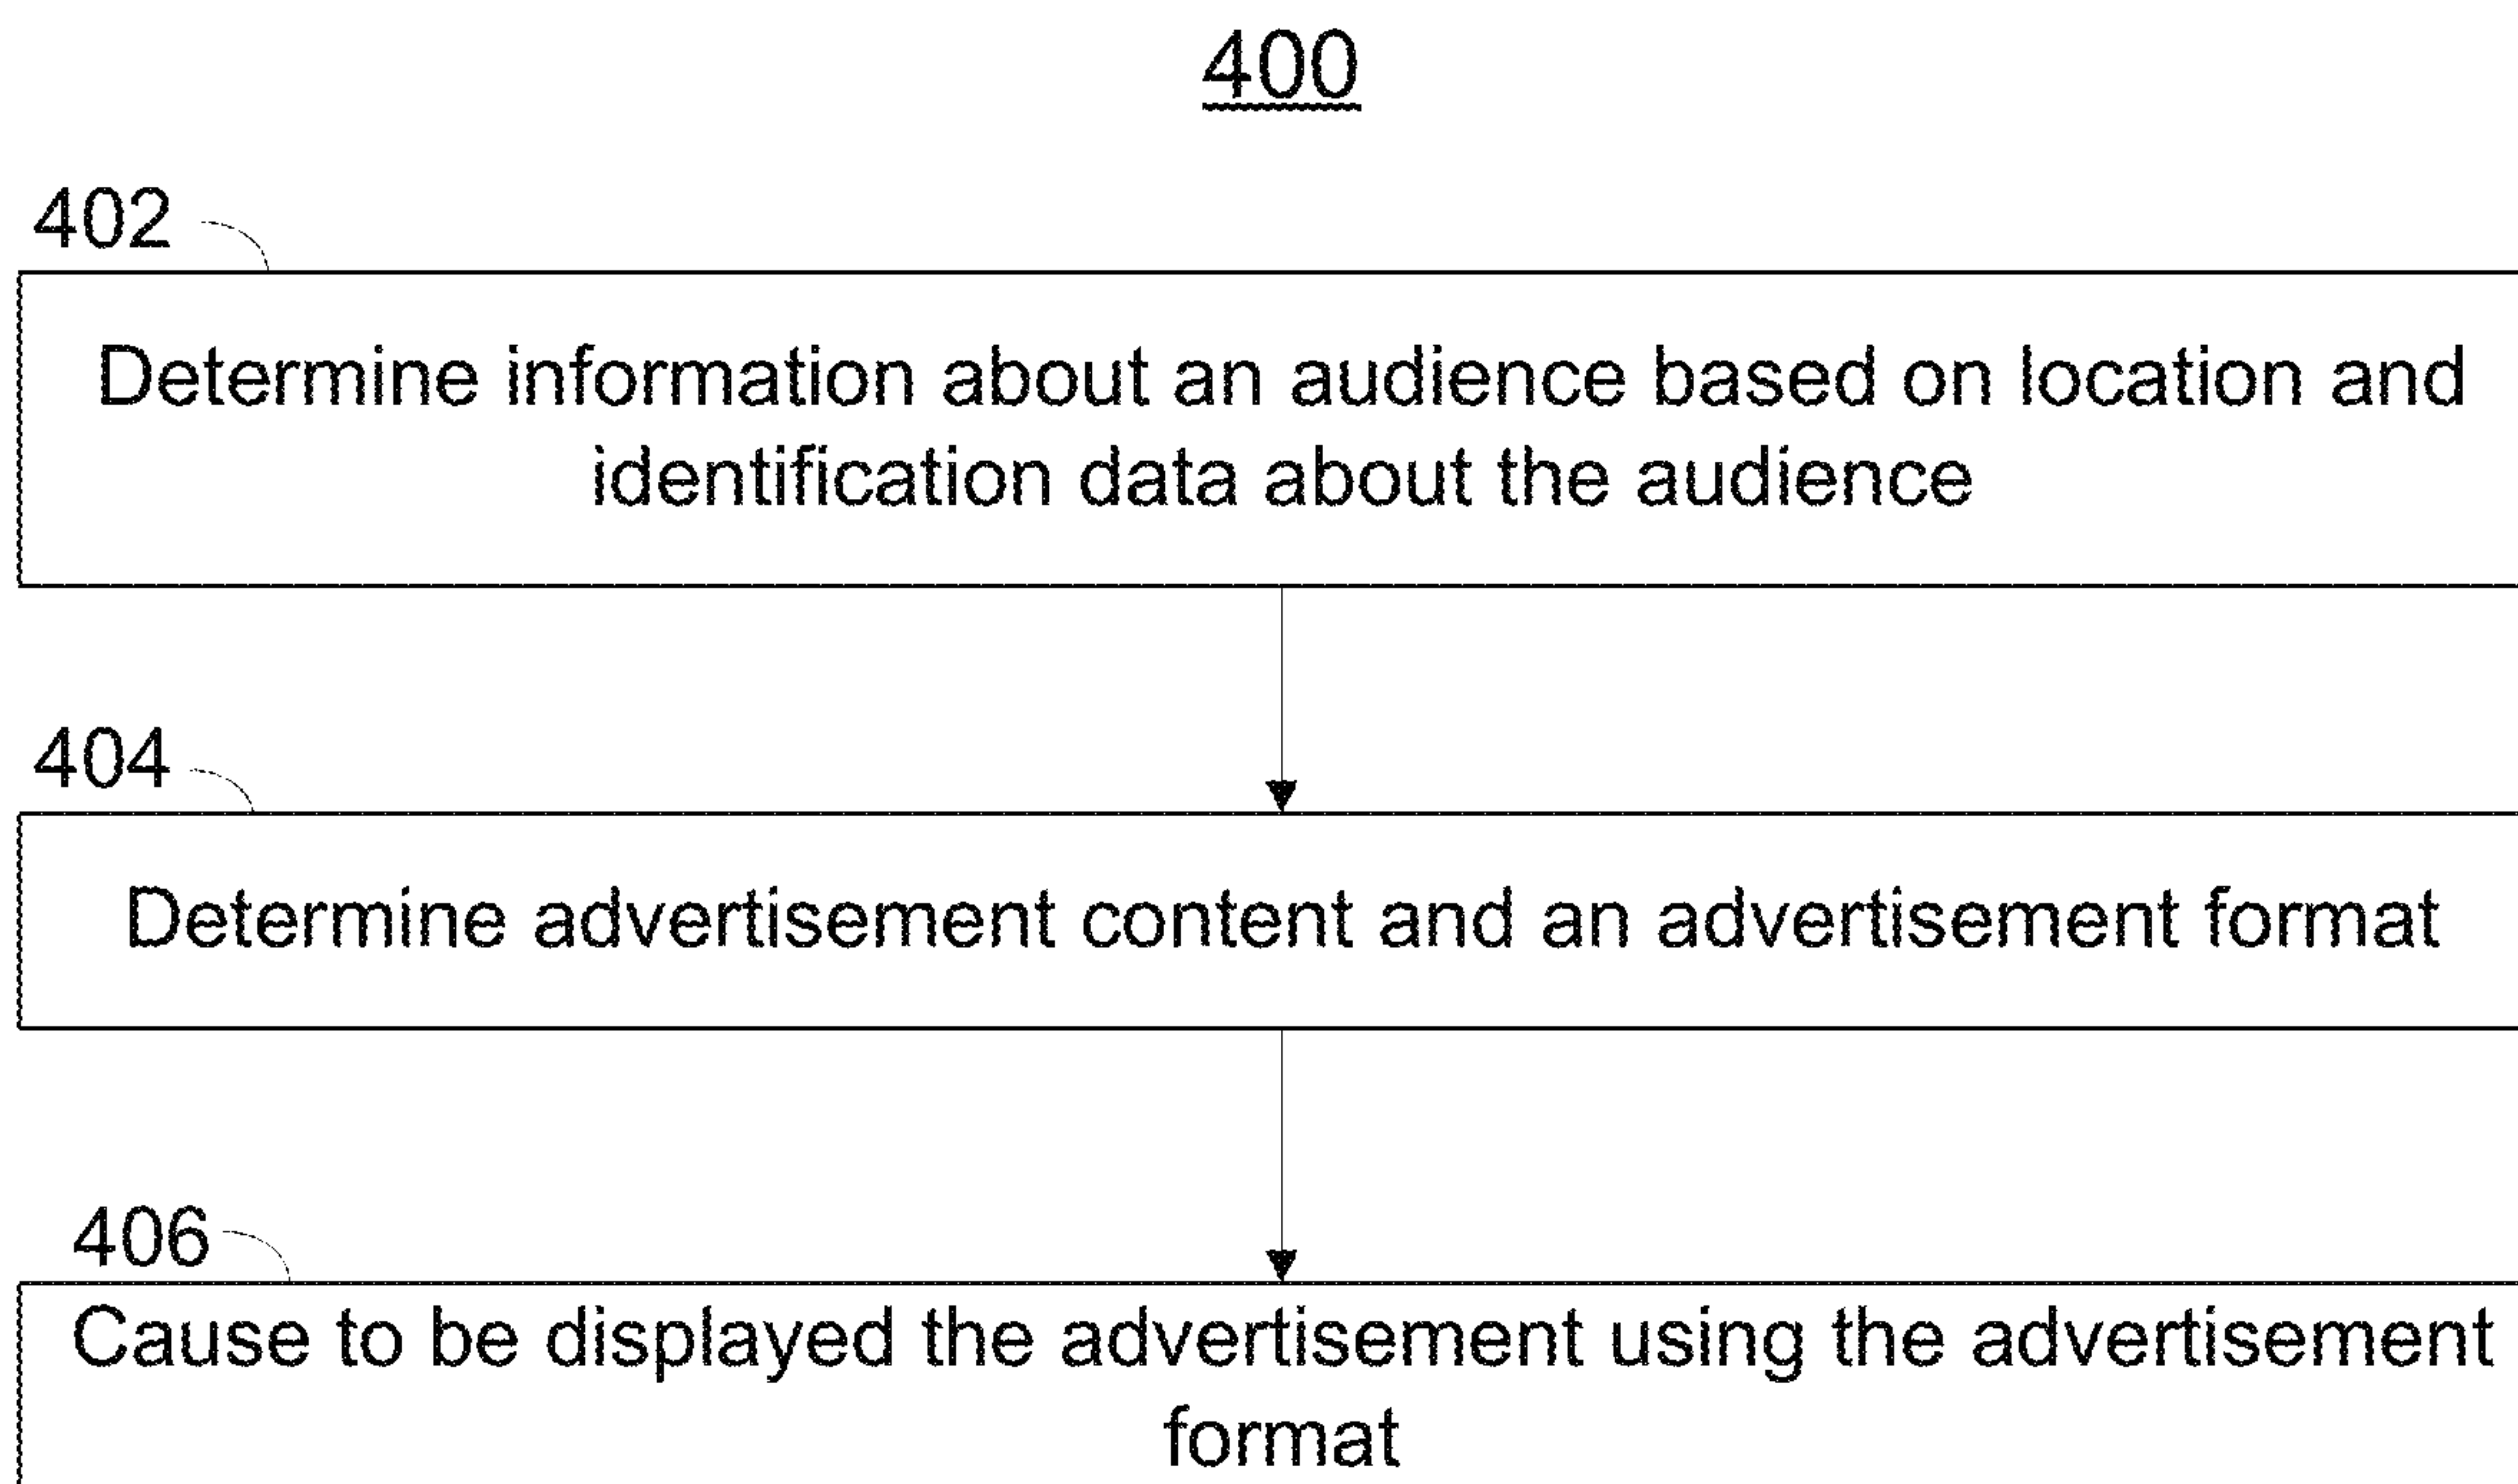 400
402
Determine information about an audience based on location and
identification data about the audience
404
Determine advertisement content and an advertisement format
406
Cause to be displayed the advertisement using the advertisement
format